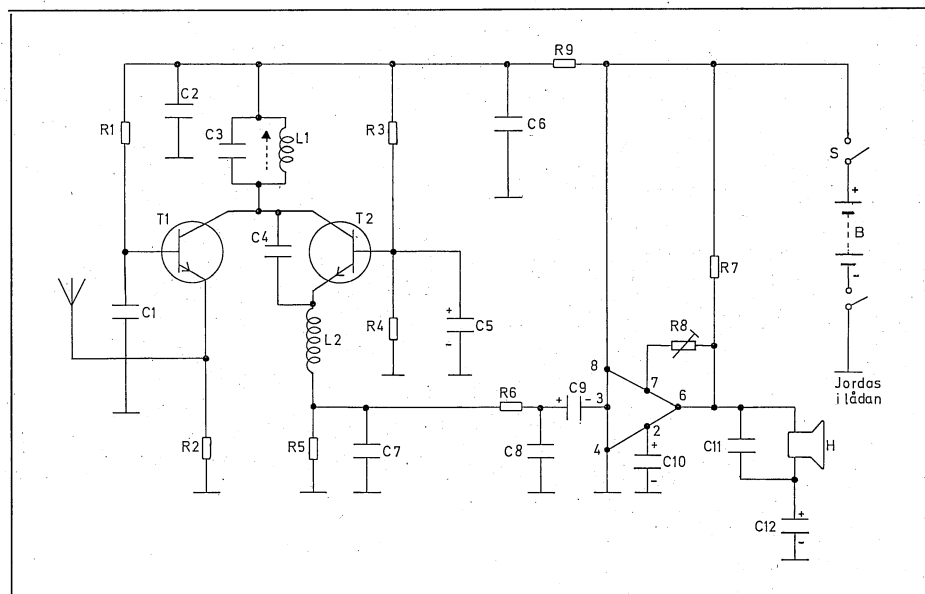 R9
C2
R1
C3
L1
R3
C6
S
+
T1
T2
B
C4
-
R7
C1
L2
R4
+
C5
-
R8
8
7
Jordas
i lådan
R6
C9
+
-
3
6
R2
R5
C7
C8
4
2
+
C10
-
C11
H
C12
+
-